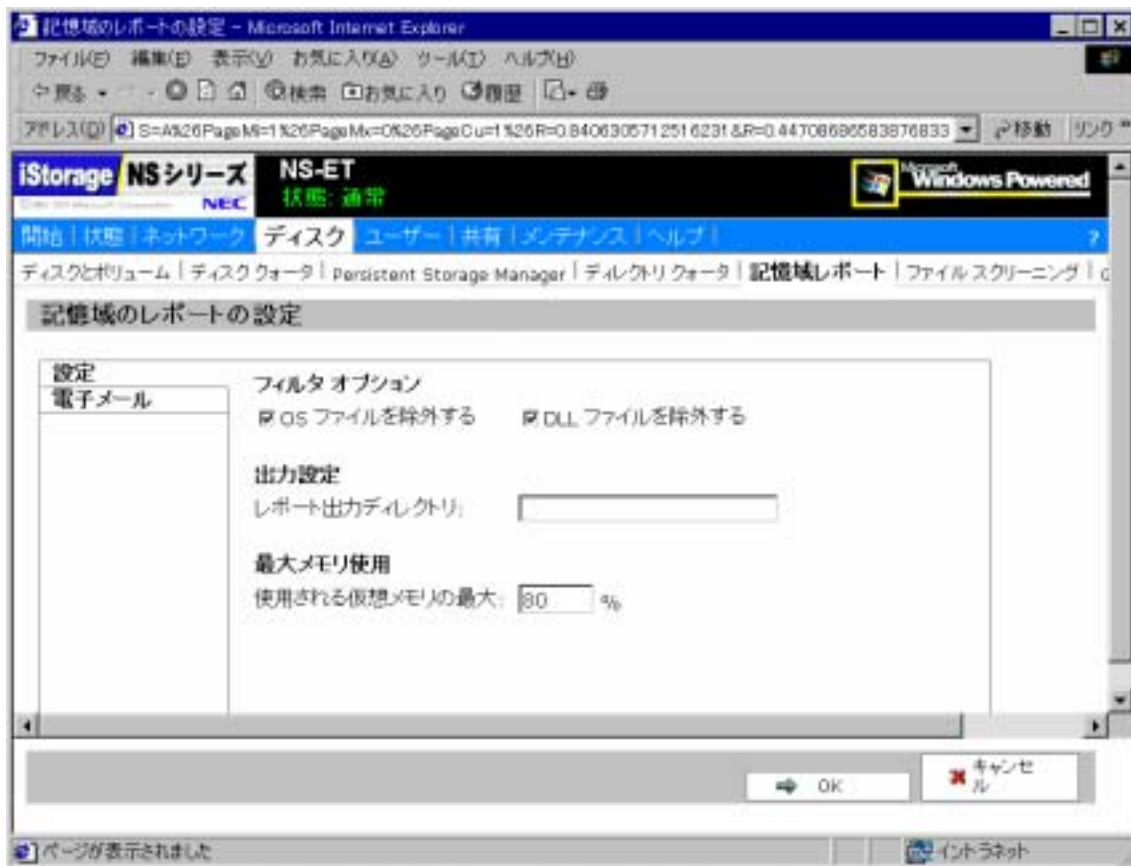 記憶域のレポートの設定 - Microsoft Internet Explorer
ファイル(F) 編集(E) 表示(V) お気に入り(A) ツール(T) ヘルプ(H)
戻る 検索 お気に入り 履歴
アドレス(D) S=A%26PageMi=1%26PageMx=0%26PageCu=1%26R=0.8406305712516231&R=0.44708686583876833 移動 リンク »
iStorage NSシリーズ NS-ET Microsoft Windows Powered
NEC 状態: 通常
開始 | 状態 | ネットワーク ディスク ユーザー | 共有 | メンテナンス | ヘルプ | ?
ディスクとボリューム | ディスク クォータ | Persistent Storage Manager | ディレクトリ クォータ | 記憶域レポート | ファイル スクリーニング |
記憶域のレポートの設定
設定
電子メール
フィルタ オプション
OS ファイルを除外する DLL ファイルを除外する
出力設定
レポート出力ディレクトリ:
最大メモリ使用
使用される仮想メモリの最大: 80 %
OK キャンセ
ル
ページが表示されました イントラネット